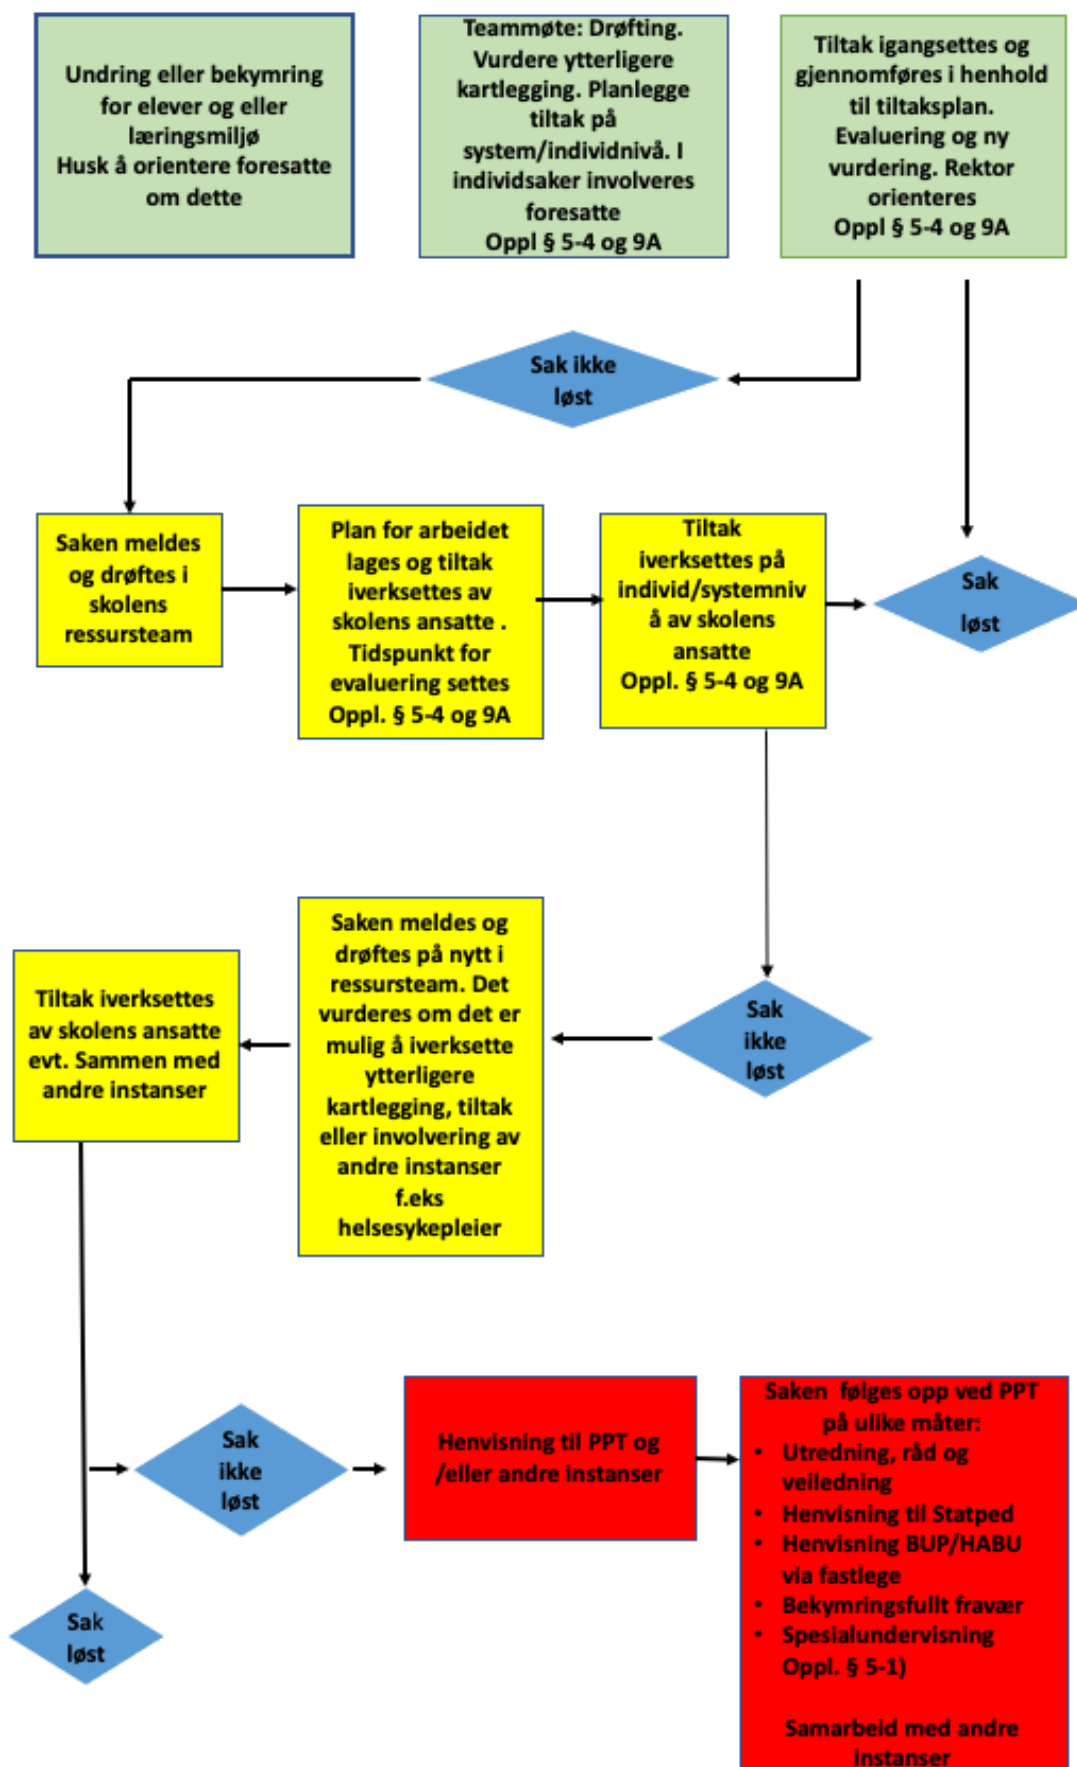 Undring eller bekymring
for elever og eller
læringsmiljø
Husk å orientere foresatte
om dette
Teammøte: Drøfting.
Vurdere ytterligere
kartlegging. Planlegge
tiltak på
system/individnivå. I
individsaker involveres
foresatte
Oppl § 5-4 og 9A
Tiltak igangsettes og
gjennomføres i henhold
til tiltaksplan.
Evaluering og ny
vurdering. Rektor
orienteres
Oppl § 5-4 og 9A
Sak ikke
løst
Saken meldes
og drøftes i
skolens
ressursteam
Plan for arbeidet
lages og tiltak
iverksettes av
skolens ansatte .
Tidspunkt for
evaluering settes
Oppl. § 5-4 og 9A
Tiltak
iverksettes på
individ/systemniv
å av skolens
ansatte
Oppl. § 5-4 og 9A
Sak
løst
Sak
ikke
løst
Saken meldes og
drøftes på nytt i
ressursteam. Det
vurderes om det er
mulig å iverksette
ytterligere
kartlegging, tiltak
eller involvering av
andre instanser
f.eks
helsesykepleier
Tiltak iverksettes
av skolens ansatte
evt. Sammen med
andre instanser
Sak
ikke
løst
Henvisning til PPT og
/eller andre instanser
Saken følges opp ved PPT
på ulike måter:
• Utredning, råd og
veiledning
• Henvisning til Statped
• Henvisning BUP/HABU
via fastlege
• Bekymringsfullt fravær
• Spesialundervisning
Oppl. § 5-1)
Samarbeid med andre
instanser
Sak
løst